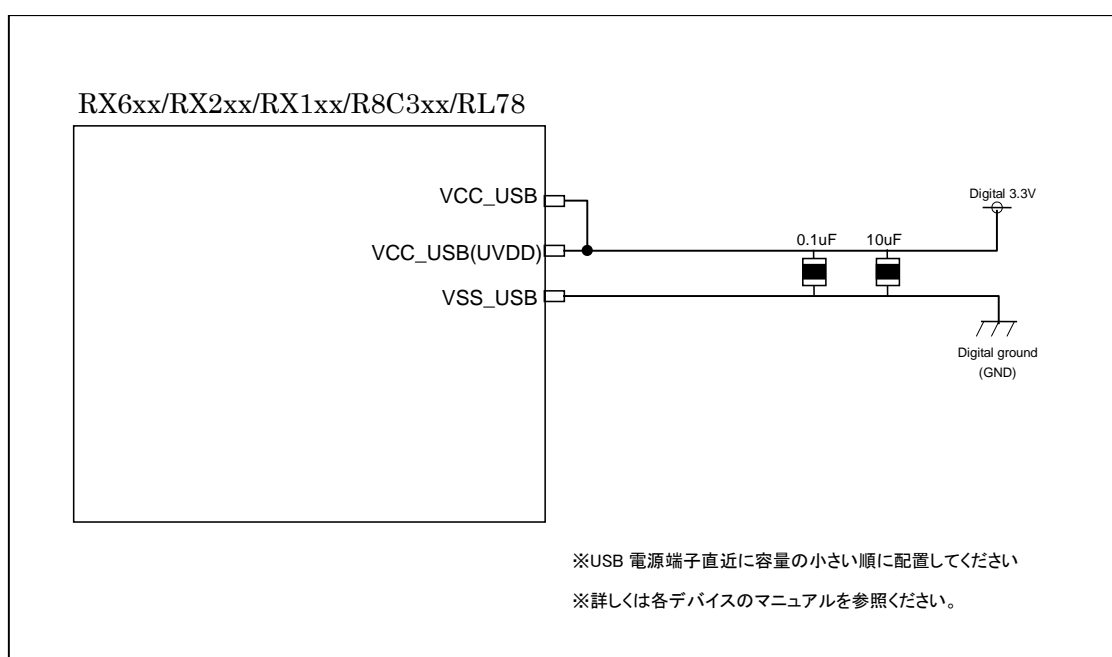 RX6xx/RX2xx/RX1xx/R8C3xx/RL78
VCC_USB
VCC_USB(UVDD)
VSS_USB
Digital 3.3V
0.1uF
10uF
Digital ground
(GND)
※USB 電源端子直近に容量の小さい順に配置してください
※詳しくは各デバイスのマニュアルを参照ください。